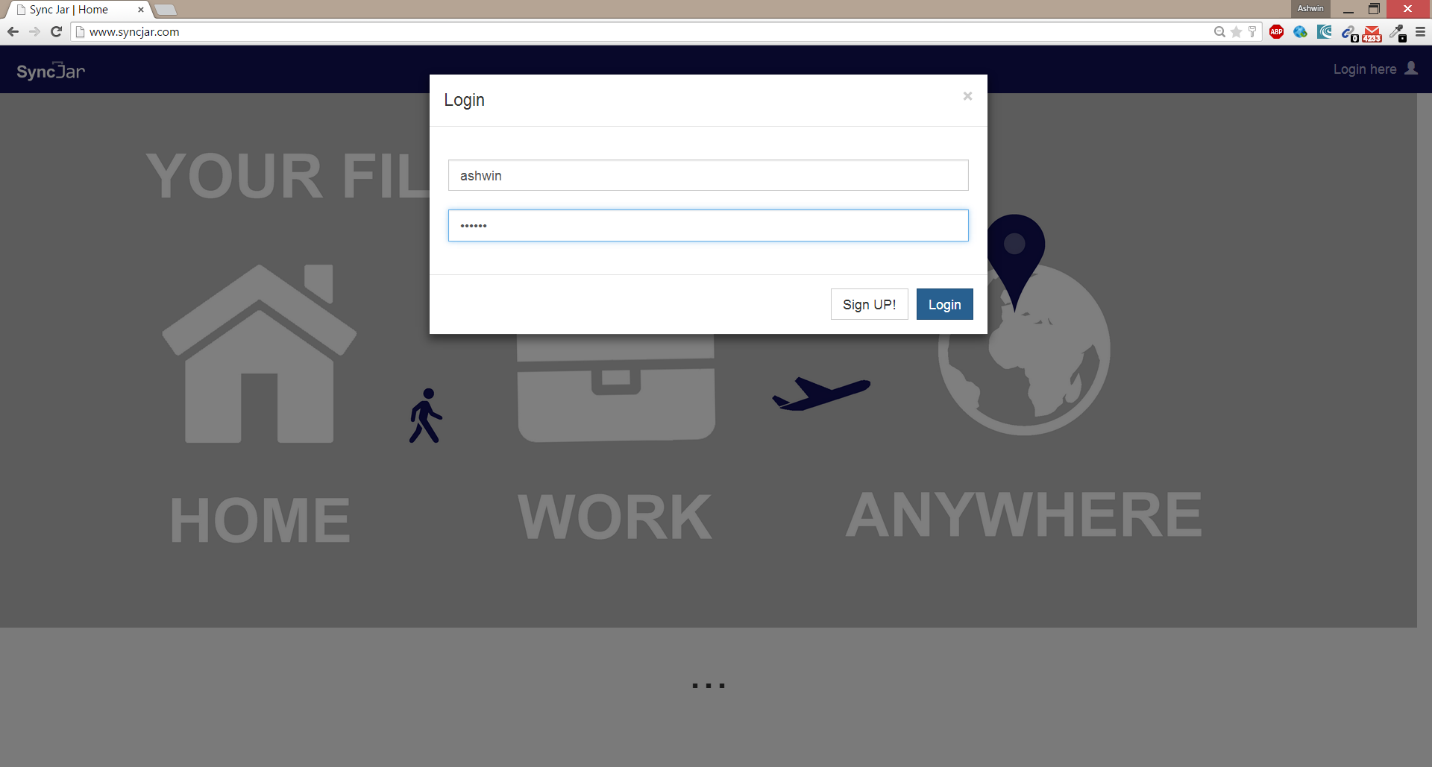 Sync Jar | Home
Ashwin
www.syncjar.com
ABP
0
4233
SyncJar
Login here
Login
×
YOUR FIL
ashwin
••••••
Sign UP!
Login
HOME
WORK
ANYWHERE
...